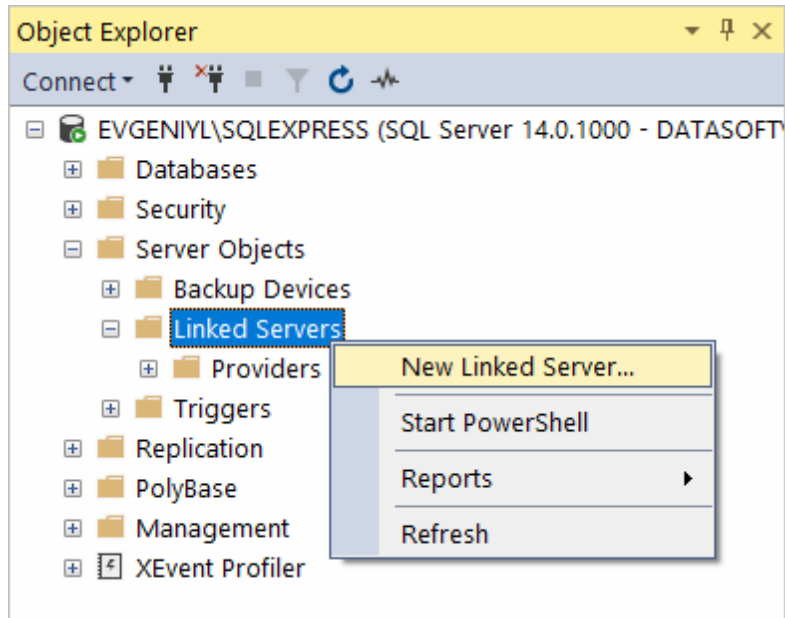 Object Explorer
Connect
EVGENIYL\SQLEXPRESS (SQL Server 14.0.1000 - DATASOFT
Databases
Security
Server Objects
Backup Devices
Linked Servers
Providers
Triggers
Replication
PolyBase
Management
XEvent Profiler
New Linked Server...
Start PowerShell
Reports
Refresh